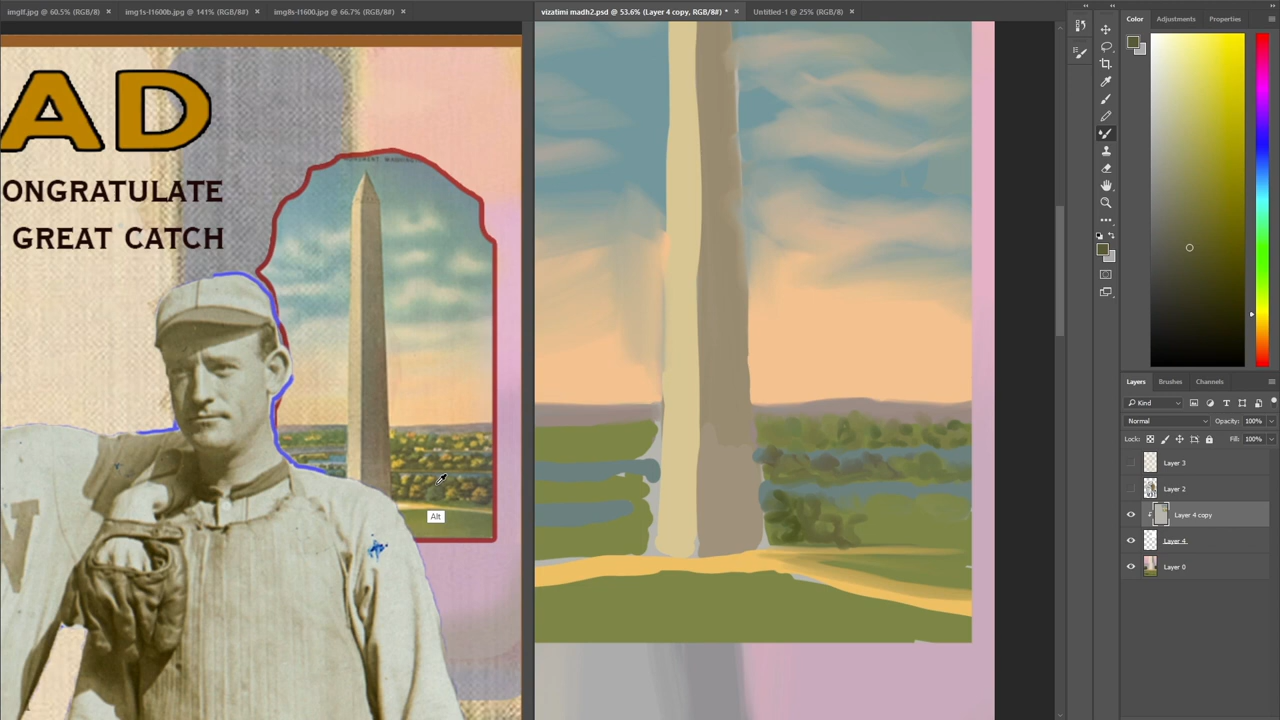 imglf.jpg @ 60.5% (RGB/8#)
img1s-l1600b.jpg @ 141% (RGB/8#)
img8s-l1600.jpg @ 66.7% (RGB/8#)
vizatimi madh2.psd @ 53.6% (Layer 4 copy, RGB/8#) *
Untitled-1 @ 25% (RGB/8)
AD
ONGRATULATE
GREAT CATCH
Alt
Color
Adjustments
Properties
Layers
Brushes
Channels
Kind
Normal
Opacity: 100%
Lock:
Fill: 100%
Layer 3
Layer 2
Layer 4 copy
Layer 4
Layer 0